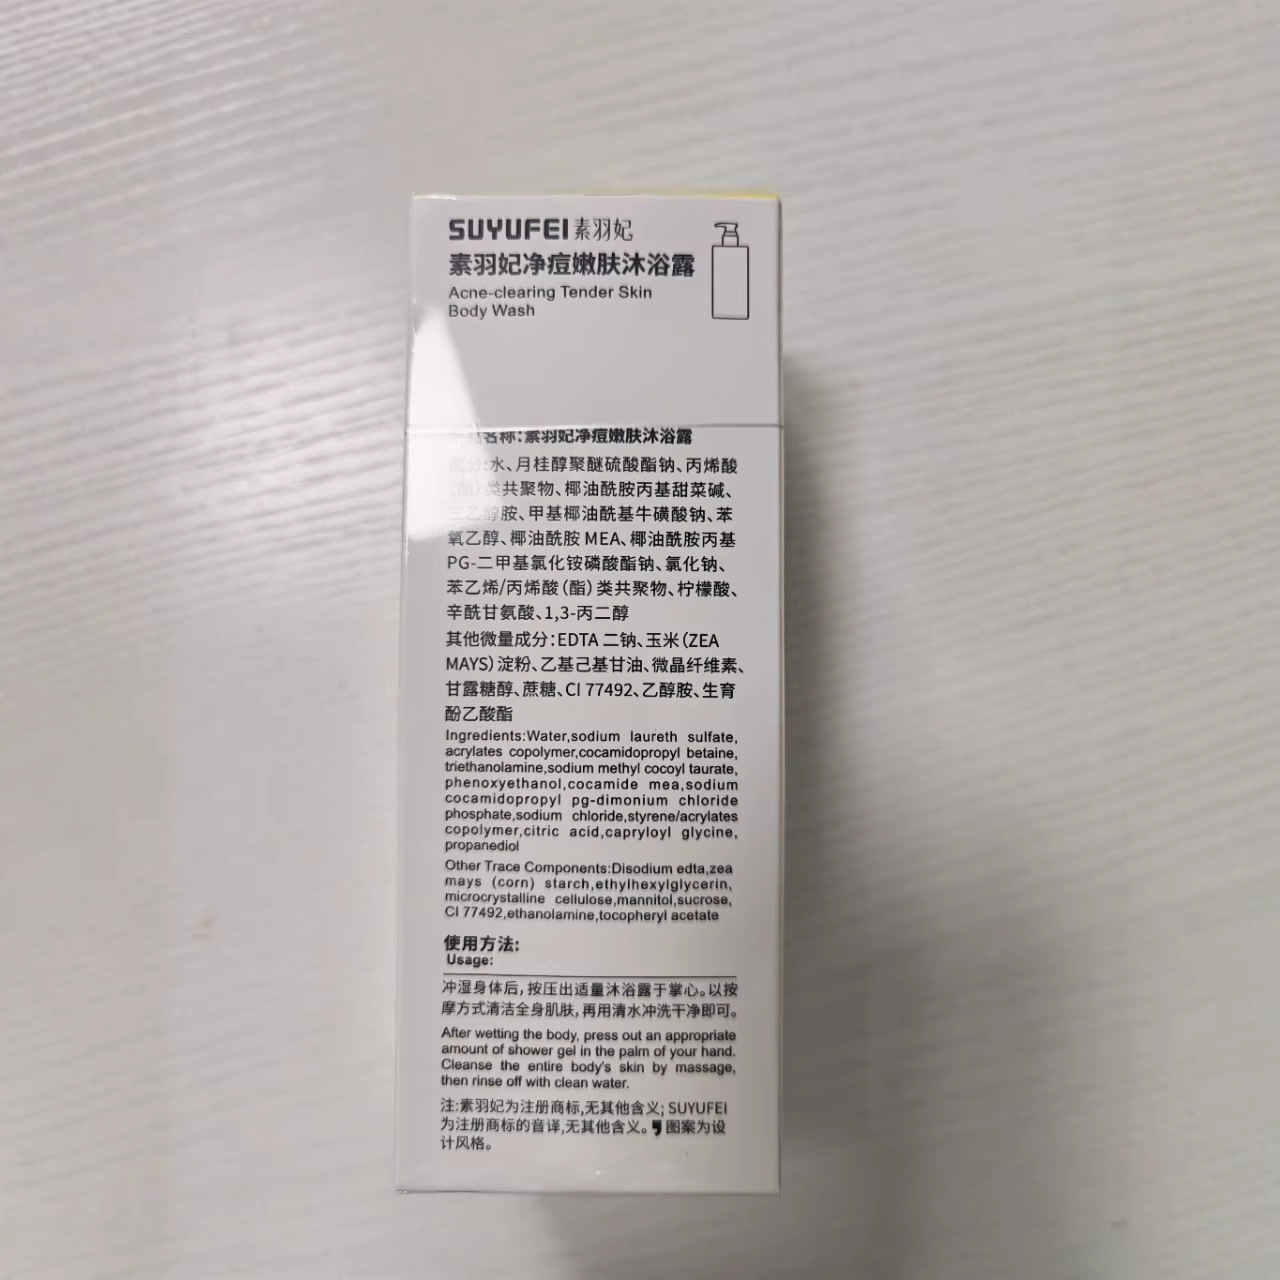 SUYUFEI 素羽妃
素羽妃净痘嫩肤沐浴露
Acne-clearing Tender Skin
Body Wash
名称:素羽妃净痘嫩肤沐浴露
分:水、月桂醇聚醚硫酸酯钠、丙烯酸
(酯)类共聚物、椰油酰胺丙基甜菜碱、
三乙醇胺、甲基椰油酰基牛磺酸钠、苯
氧乙醇、椰油酰胺 MEA、椰油酰胺丙基
PG-二甲基氯化铵磷酸酯钠、氯化钠、
苯乙烯/丙烯酸(酯)类共聚物、柠檬酸、
辛酰甘氨酸、1,3-丙二醇
其他微量成分:EDTA 二钠、玉米(ZEA
MAYS)淀粉、乙基己基甘油、微晶纤维素、
甘露糖醇、蔗糖、CI 77492、乙醇胺、生育
酚乙酸酯
Ingredients:Water,sodium laureth sulfate,
acrylates copolymer,cocamidopropyl betaine,
triethanolamine,sodium methyl cocoyl taurate,
phenoxyethanol,cocamide mea,sodium
cocamidopropyl pg-dimonium chloride
phosphate,sodium chloride,styrene/acrylates
copolymer,citric acid,capryloyl glycine,
propanediol
Other Trace Components:Disodium edta,zea
mays (corn) starch,ethylhexylglycerin,
microcrystalline cellulose,mannitol,sucrose,
CI 77492,ethanolamine,tocopheryl acetate
使用方法:
Usage:
冲湿身体后,按压出适量沐浴露于掌心。以按
摩方式清洁全身肌肤,再用清水冲洗干净即可。
After wetting the body, press out an appropriate
amount of shower gel in the palm of your hand.
Cleanse the entire body's skin by massage,
then rinse off with clean water.
注:素羽妃为注册商标,无其他含义; SUYUFEI
为注册商标的音译,无其他含义。图案为设
计风格。